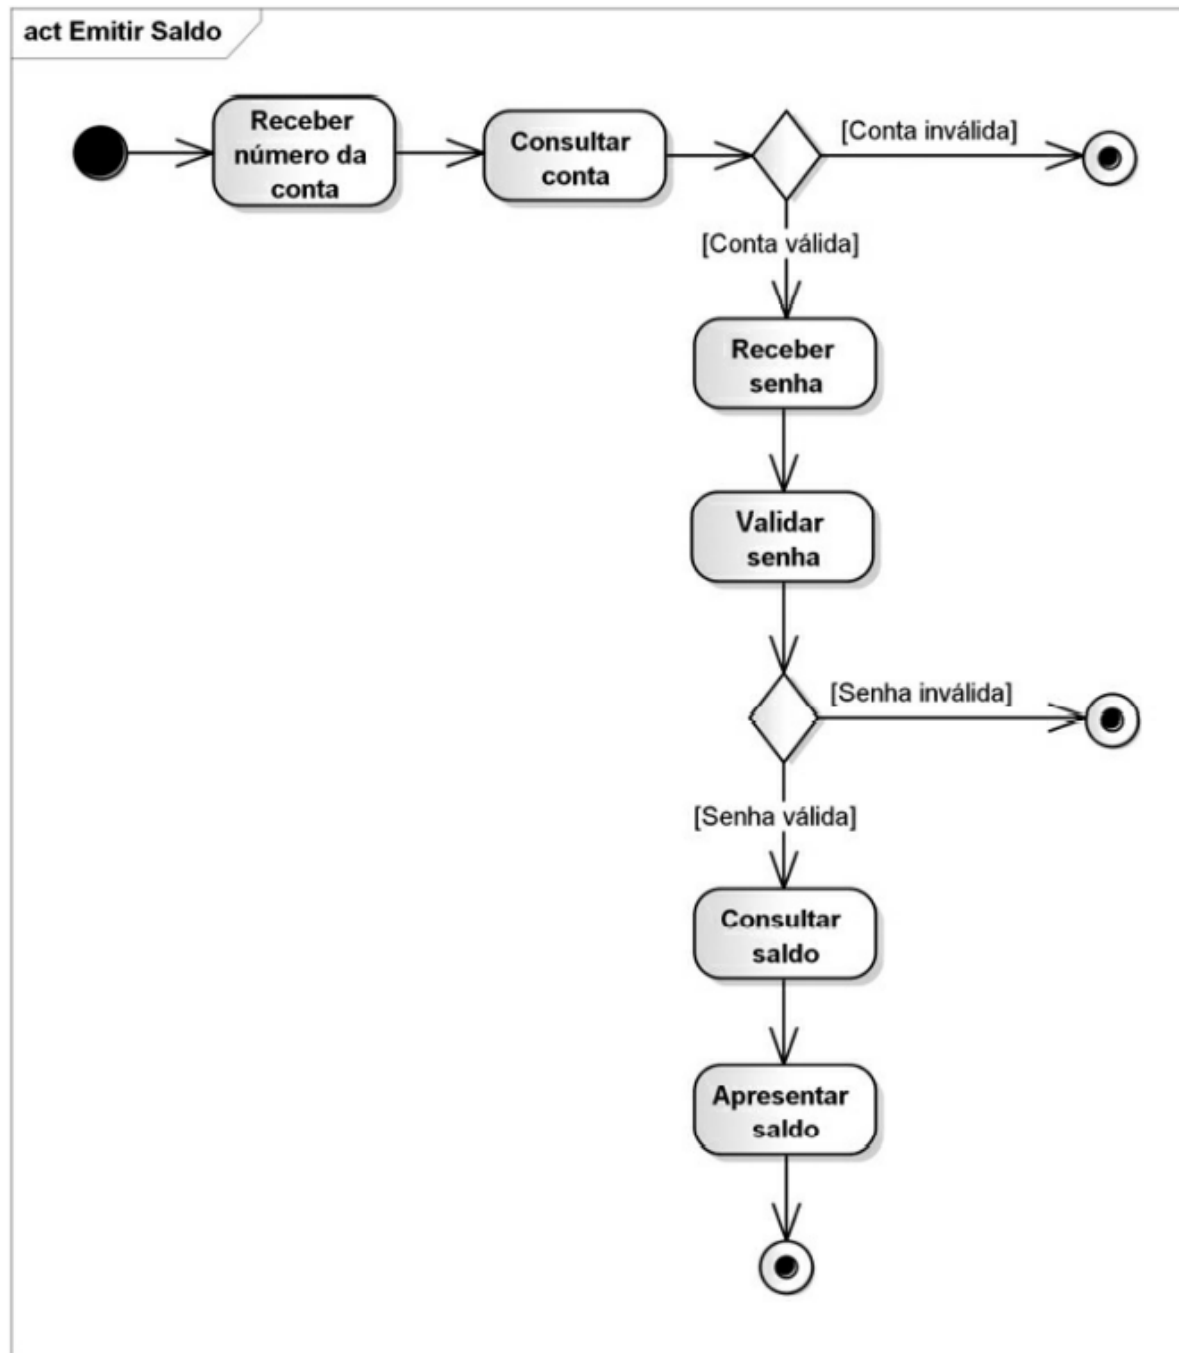 act Emitir Saldo
Receber
número da
conta
Consultar
conta
[Conta inválida]
[Conta válida]
Receber
senha
Validar
senha
[Senha inválida]
[Senha válida]
Consultar
saldo
Apresentar
saldo